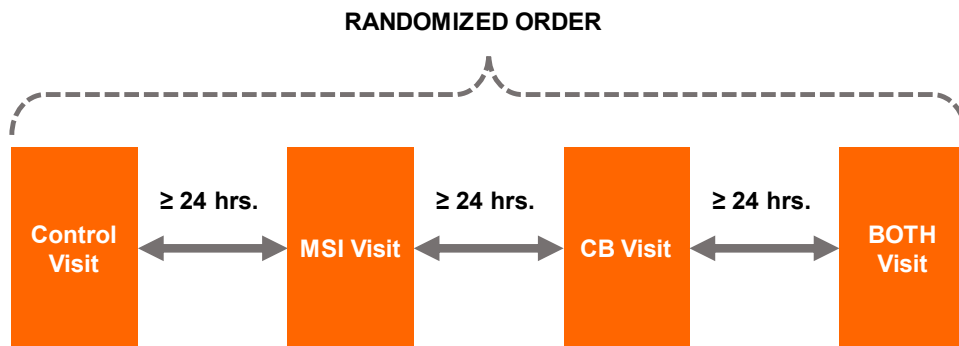 RANDOMIZED ORDER
≥ 24 hrs.
≥ 24 hrs.
≥ 24 hrs.
Control
Visit
MSI Visit
CB Visit
BOTH
Visit